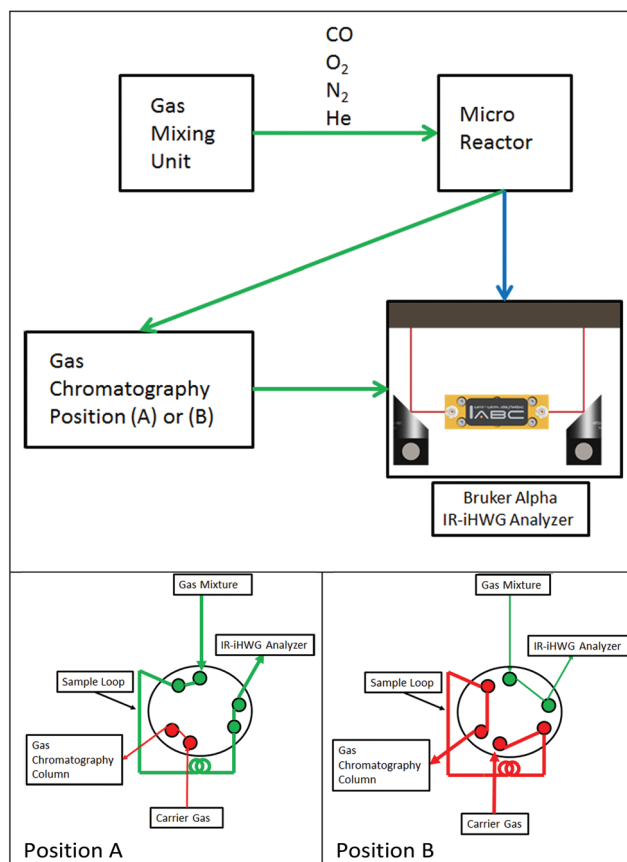 CO
O₂
N₂
He
Gas
Mixing
Unit
Micro
Reactor
Gas
Chromatography
Position (A) or (B)
IABC
Bruker Alpha
IR-iHWG Analyzer
Gas Mixture
IR-iHWG Analyzer
Sample Loop
Gas
Chromatography
Column
Carrier Gas
Position A
Gas Mixture
IR-iHWG Analyzer
Sample Loop
Gas
Chromatography
Column
Carrier Gas
Position B